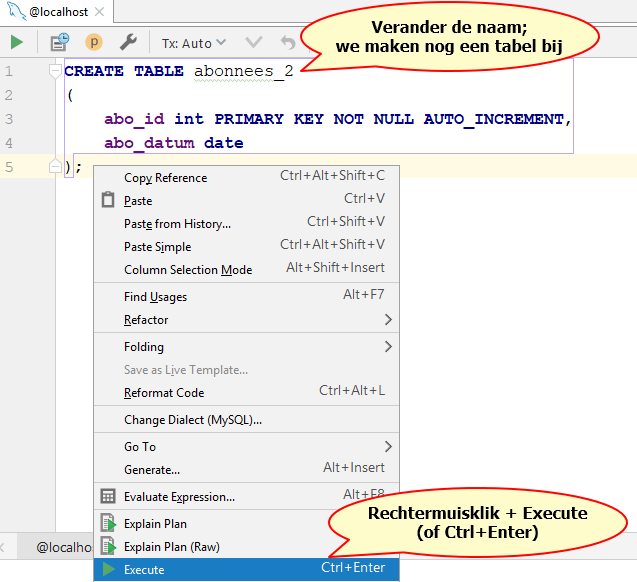 @localhost
Tx: Auto
Verander de naam;
we maken nog een tabel bij
1 CREATE TABLE abonnees_2
2 (
3 abo_id int PRIMARY KEY NOT NULL AUTO_INCREMENT,
4 abo_datum date
5 );
Copy Reference Ctrl+Alt+Shift+C
Paste Ctrl+V
Paste from History... Ctrl+Shift+V
Paste Simple Ctrl+Alt+Shift+V
Column Selection Mode Alt+Shift+Insert
Find Usages Alt+F7
Refactor
Folding
Save as Live Template...
Reformat Code Ctrl+Alt+L
Change Dialect (MySQL)...
Go To
Generate... Alt+Insert
Evaluate Expression... Alt+F8
Explain Plan
Explain Plan (Raw)
Execute Ctrl+Enter
Rechtermuisklik + Execute
(of Ctrl+Enter)
@localho